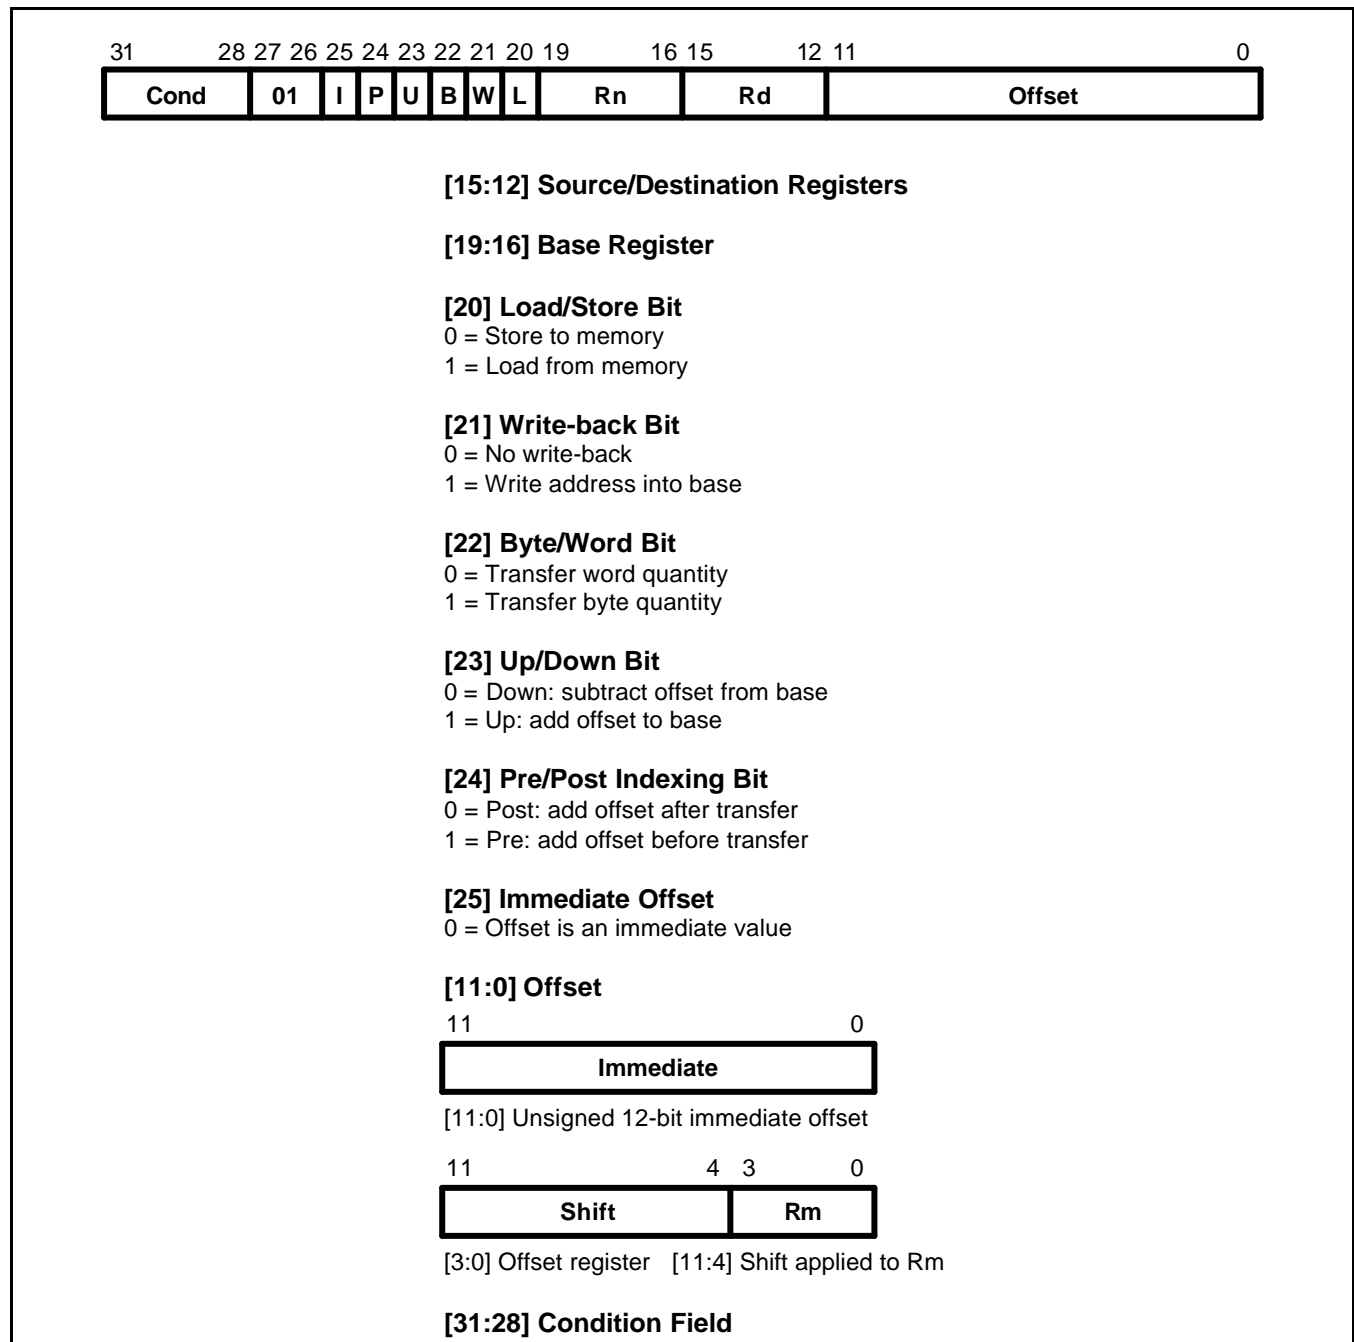 31 28 27 26 25 24 23 22 21 20 19 16 15 12 11 0
Cond 01 I P U B W L Rn Rd Offset
[15:12] Source/Destination Registers
[19:16] Base Register
[20] Load/Store Bit
0 = Store to memory
1 = Load from memory
[21] Write-back Bit
0 = No write-back
1 = Write address into base
[22] Byte/Word Bit
0 = Transfer word quantity
1 = Transfer byte quantity
[23] Up/Down Bit
0 = Down: subtract offset from base
1 = Up: add offset to base
[24] Pre/Post Indexing Bit
0 = Post: add offset after transfer
1 = Pre: add offset before transfer
[25] Immediate Offset
0 = Offset is an immediate value
[11:0] Offset
11 0
Immediate
[11:0] Unsigned 12-bit immediate offset
11 4 3 0
Shift Rm
[3:0] Offset register [11:4] Shift applied to Rm
[31:28] Condition Field